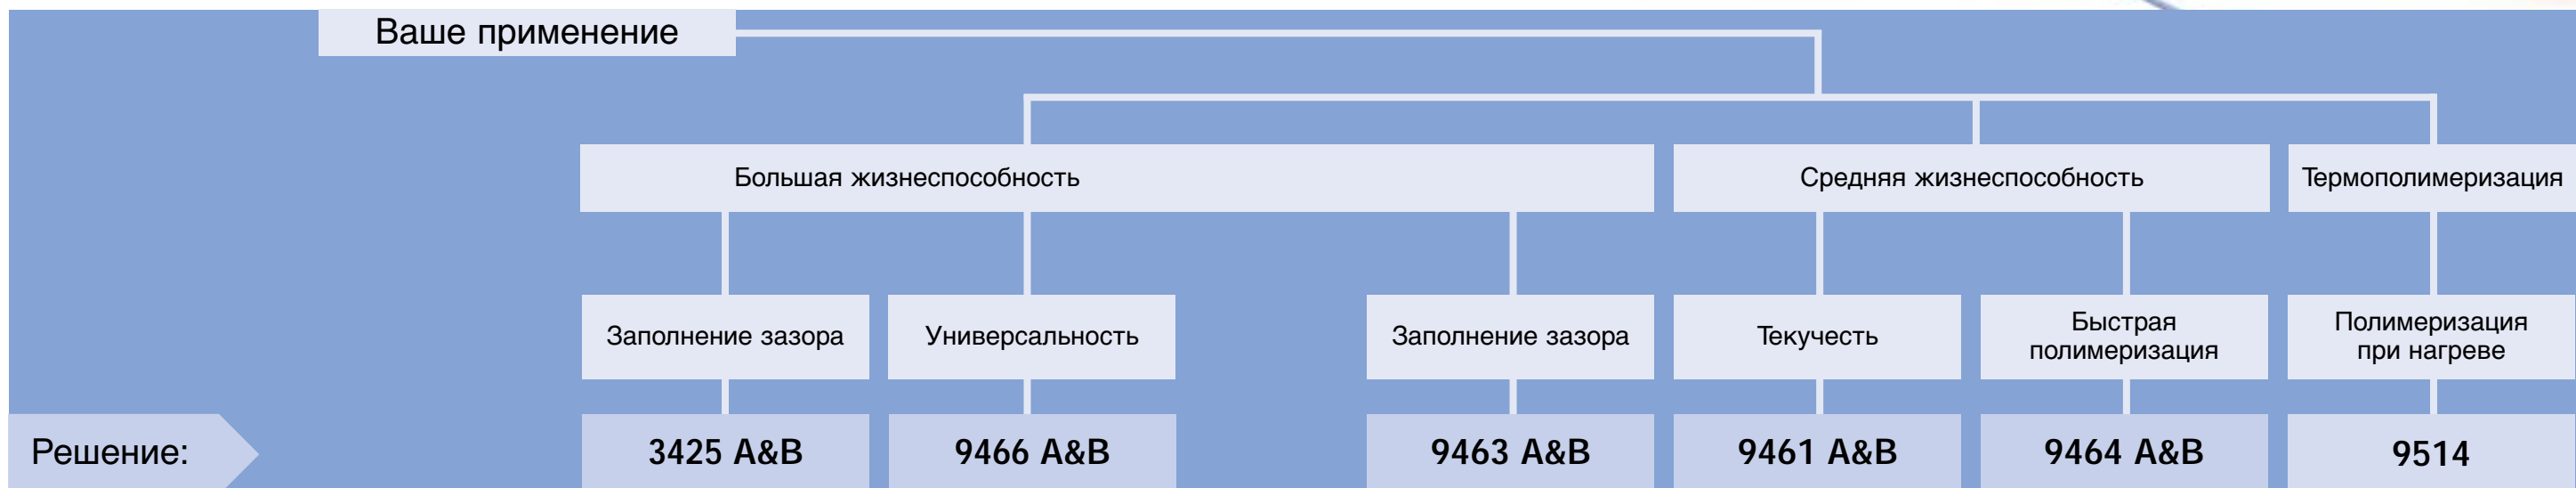 Ваше применение
Большая жизнеспособность
Средняя жизнеспособность
Термополимеризация
Заполнение зазора
Универсальность
Заполнение зазора
Текучесть
Быстрая
полимеризация
Полимеризация
при нагреве
Решение:
3425 A&B
9466 A&B
9463 A&B
9461 A&B
9464 A&B
9514